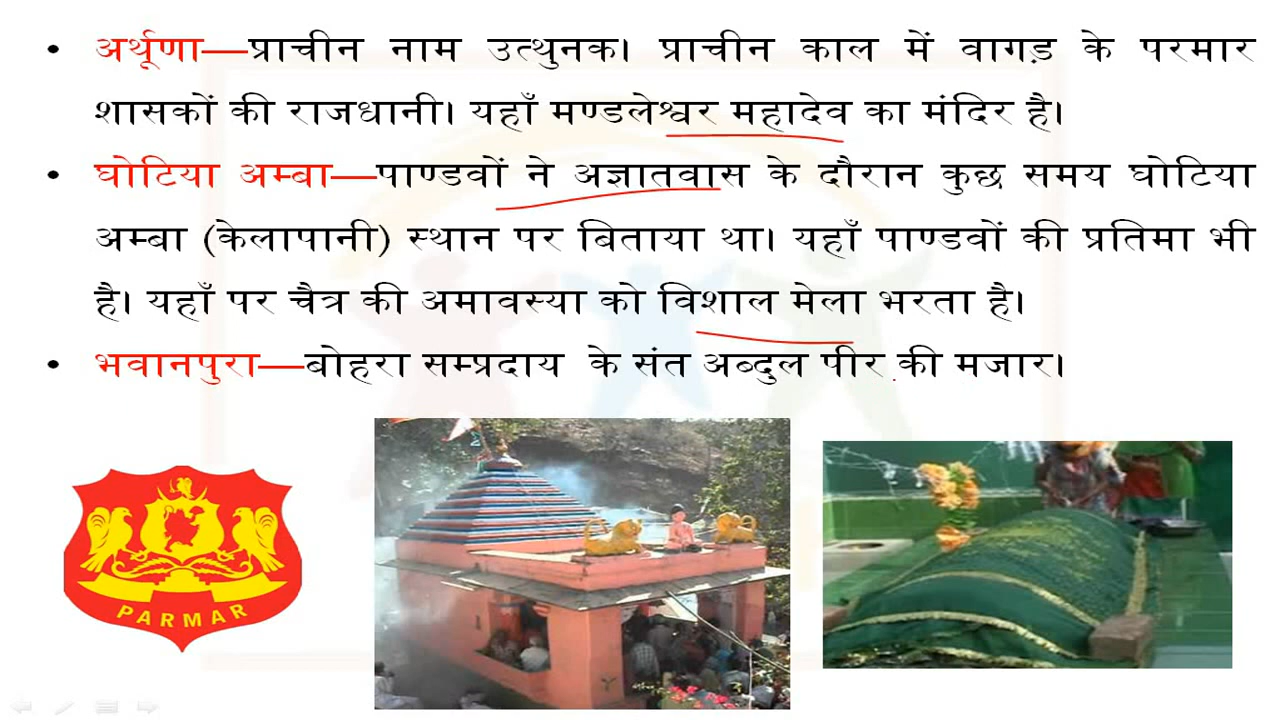 • अर्थूणा—प्राचीन नाम उत्थुनक। प्राचीन काल में वागड़ के परमार
शासकों की राजधानी। यहाँ मण्डलेश्वर महादेव का मंदिर है।
• घोटिया अम्बा—पाण्डवों ने अज्ञातवास के दौरान कुछ समय घोटिया
अम्बा (केलापानी) स्थान पर बिताया था। यहाँ पाण्डवों की प्रतिमा भी
है। यहाँ पर चैत्र की अमावस्या को विशाल मेला भरता है।
• भवानपुरा—बोहरा सम्प्रदाय के संत अब्दुल पीर की मजार।
PARMAR